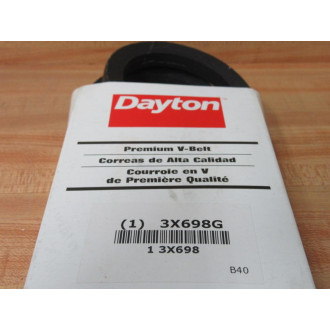 Dayton
Premium V-Belt
Correas de Alta Calidad
Courroie en V
de Première Qualité
(1) 3X698G
1 3X698
B40